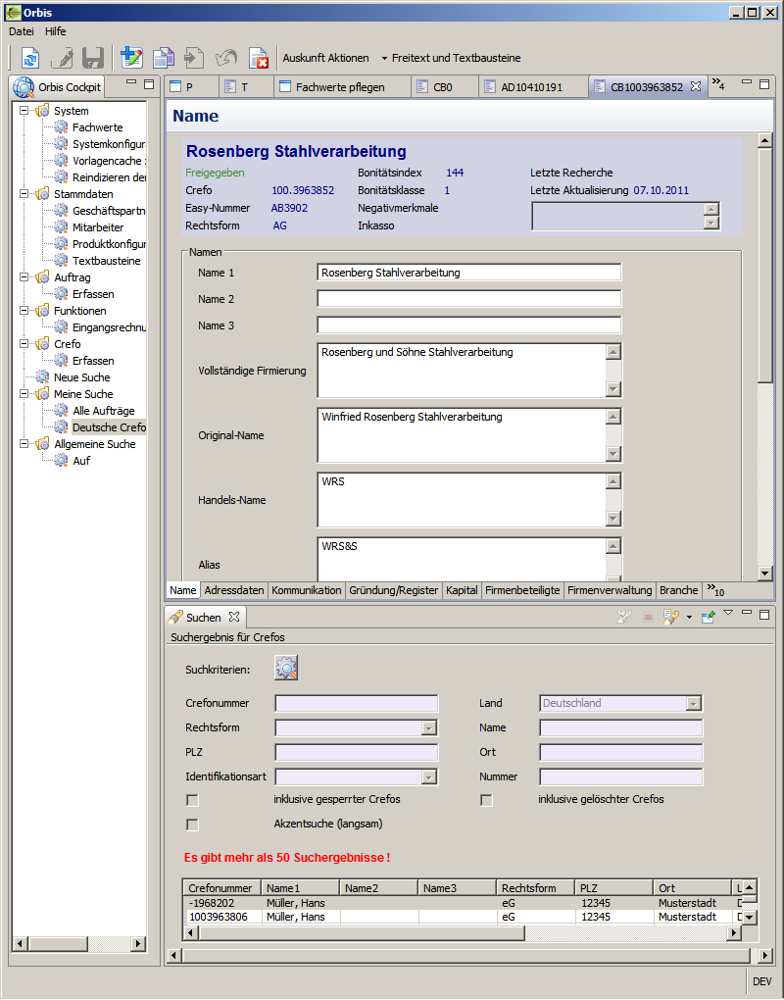 Orbis
Datei Hilfe
Auskunft Aktionen Freitext und Textbausteine
Orbis Cockpit
System
Fachwerte
Systemkonfigur
Vorlagencache
Reindizieren der
Stammdaten
Geschäftspartn
Mitarbeiter
Produktkonfigur
Textbausteine
Auftrag
Erfassen
Funktionen
Eingangsrechnu
Crefo
Erfassen
Neue Suche
Meine Suche
Alle Aufträge
Deutsche Crefo
Allgemeine Suche
Auf
P T Fachwerte pflegen CB0 AD10410191 CB1003963852 »4
Name
Rosenberg Stahlverarbeitung
Freigegeben Bonitätsindex 144 Letzte Recherche
Crefo 100.3963852 Bonitätsklasse 1 Letzte Aktualisierung 07.10.2011
Easy-Nummer AB3902 Negativmerkmale
Rechtsform AG Inkasso
Namen
Name 1 Rosenberg Stahlverarbeitung
Name 2
Name 3
Vollständige Firmierung Rosenberg und Söhne Stahlverarbeitung
Original-Name Winfried Rosenberg Stahlverarbeitung
Handels-Name WRS
Alias WRS&S
Name Adressdaten Kommunikation Gründung/Register Kapital Firmenbeteiligte Firmenverwaltung Branche »10
Suchen
Suchergebnis für Crefos
Suchkriterien:
Crefonummer Land Deutschland
Rechtsform Name
PLZ Ort
Identifikationsart Nummer
inklusive gesperrter Crefos inklusive gelöschter Crefos
Akzentsuche (langsam)
Es gibt mehr als 50 Suchergebnisse !
Crefonummer Name1 Name2 Name3 Rechtsform PLZ Ort L
-1968202 Müller, Hans eG 12345 Musterstadt D
1003963806 Müller, Hans eG 12345 Musterstadt D
DEV